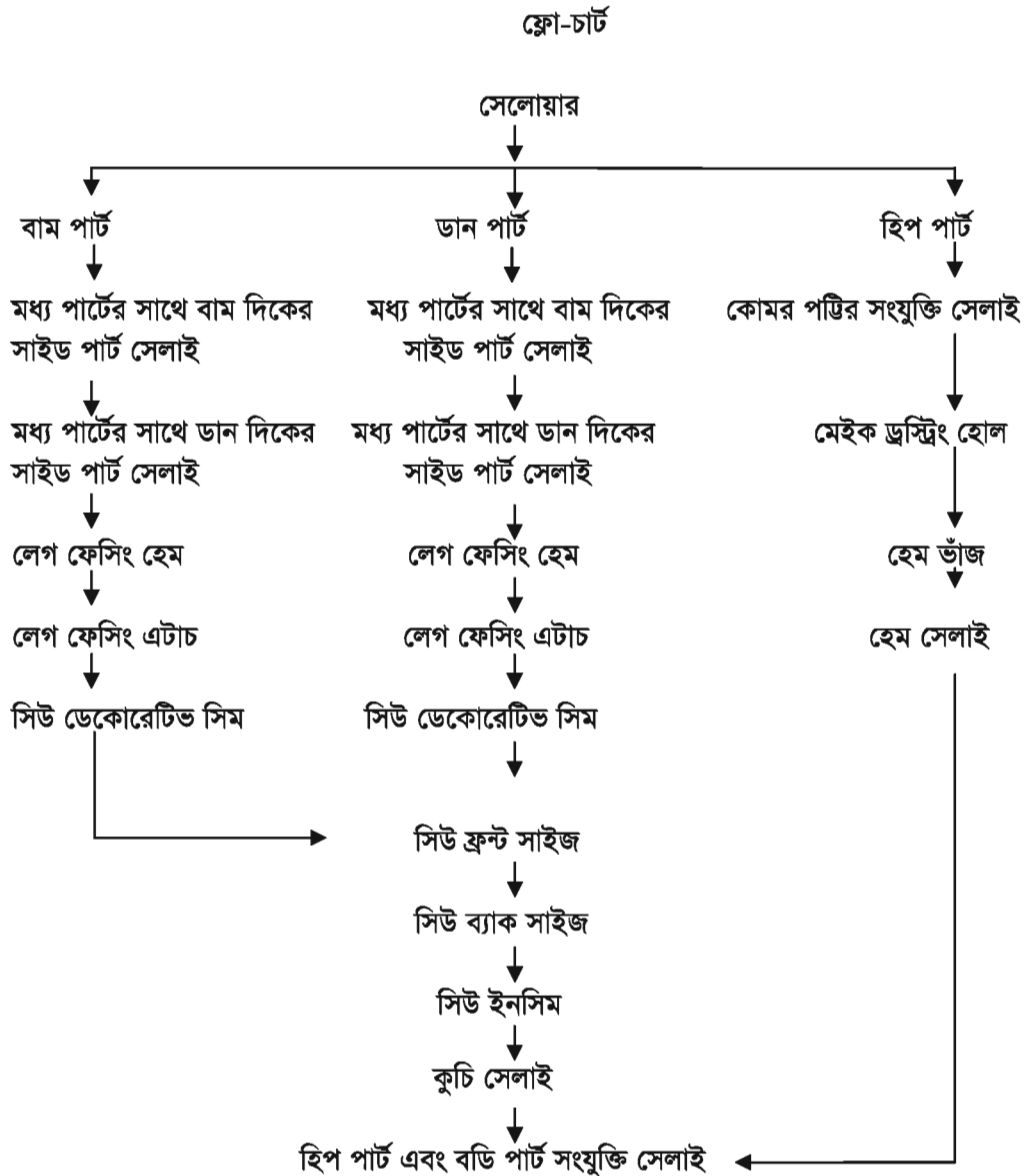 ফ্লো-চার্ট
সেলোয়ার
বাম পার্ট
মধ্য পার্টের সাথে বাম দিকের
সাইড পার্ট সেলাই
মধ্য পার্টের সাথে ডান দিকের
সাইড পার্ট সেলাই
লেগ ফেসিং হেম
লেগ ফেসিং এটাচ
সিউ ডেকোরেটিভ সিম
ডান পার্ট
মধ্য পার্টের সাথে বাম দিকের
সাইড পার্ট সেলাই
মধ্য পার্টের সাথে ডান দিকের
সাইড পার্ট সেলাই
লেগ ফেসিং হেম
লেগ ফেসিং এটাচ
সিউ ডেকোরেটিভ সিম
হিপ পার্ট
কোমর পট্টির সংযুক্তি সেলাই
মেইক ড্রস্ট্রিং হোল
হেম ভাঁজ
হেম সেলাই
সিউ ফ্রন্ট সাইজ
সিউ ব্যাক সাইজ
সিউ ইনসিম
কুচি সেলাই
হিপ পার্ট এবং বডি পার্ট সংযুক্তি সেলাই